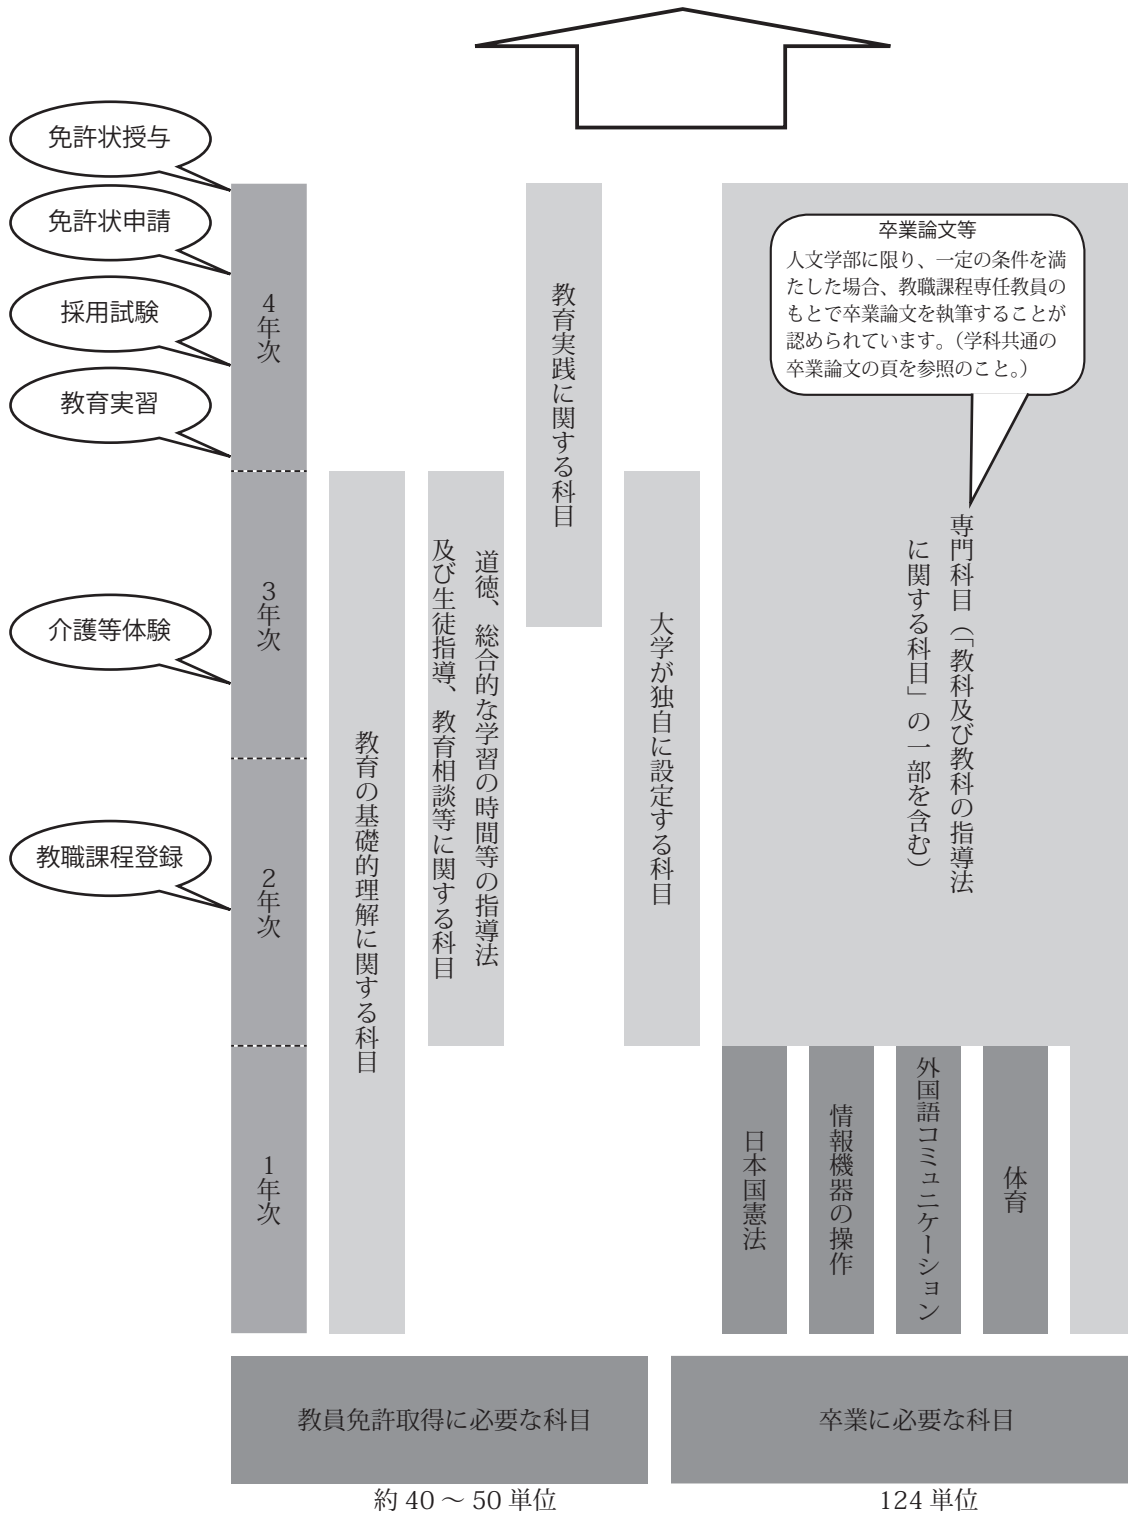 免許状授与
免許状申請
採用試験
教育実習
介護等体験
教職課程登録
4年次
3年次
2年次
1年次
教育の基礎的理解に関する科目
道徳、総合的な学習の時間等の指導法
及び生徒指導、教育相談等に関する科目
教育実践に関する科目
大学が独自に設定する科目
卒業論文等
人文学部に限り、一定の条件を満
たした場合、教職課程専任教員の
もとで卒業論文を執筆することが
認められています。（学科共通の
卒業論文の頁を参照のこと。）
専門科目（「教科及び教科の指導法
に関する科目」の一部を含む）
日本国憲法
情報機器の操作
外国語コミュニケーション
体育
教員免許取得に必要な科目
卒業に必要な科目
約 40 ～ 50 単位
124 単位